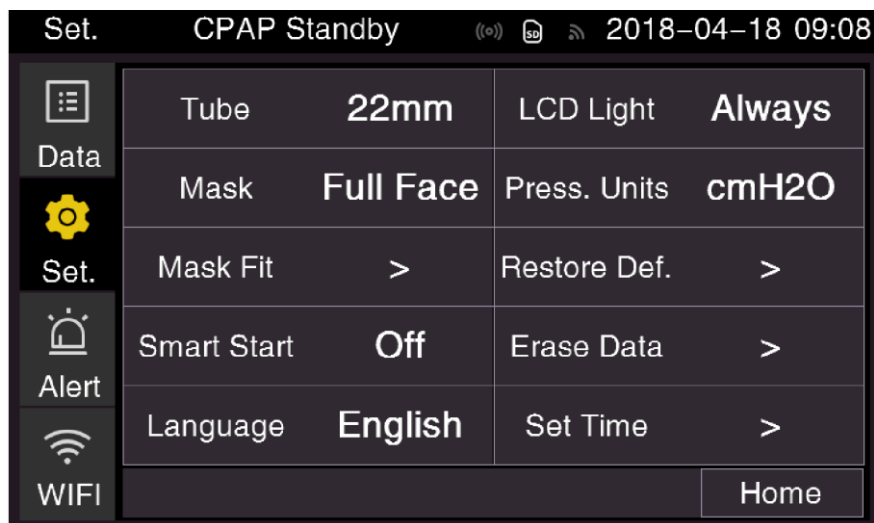 Set. CPAP Standby SD 2018-04-18 09:08
Data
Set.
Alert
WIFI
Tube 22mm LCD Light Always
Mask Full Face Press. Units cmH2O
Mask Fit > Restore Def. >
Smart Start Off Erase Data >
Language English Set Time >
Home